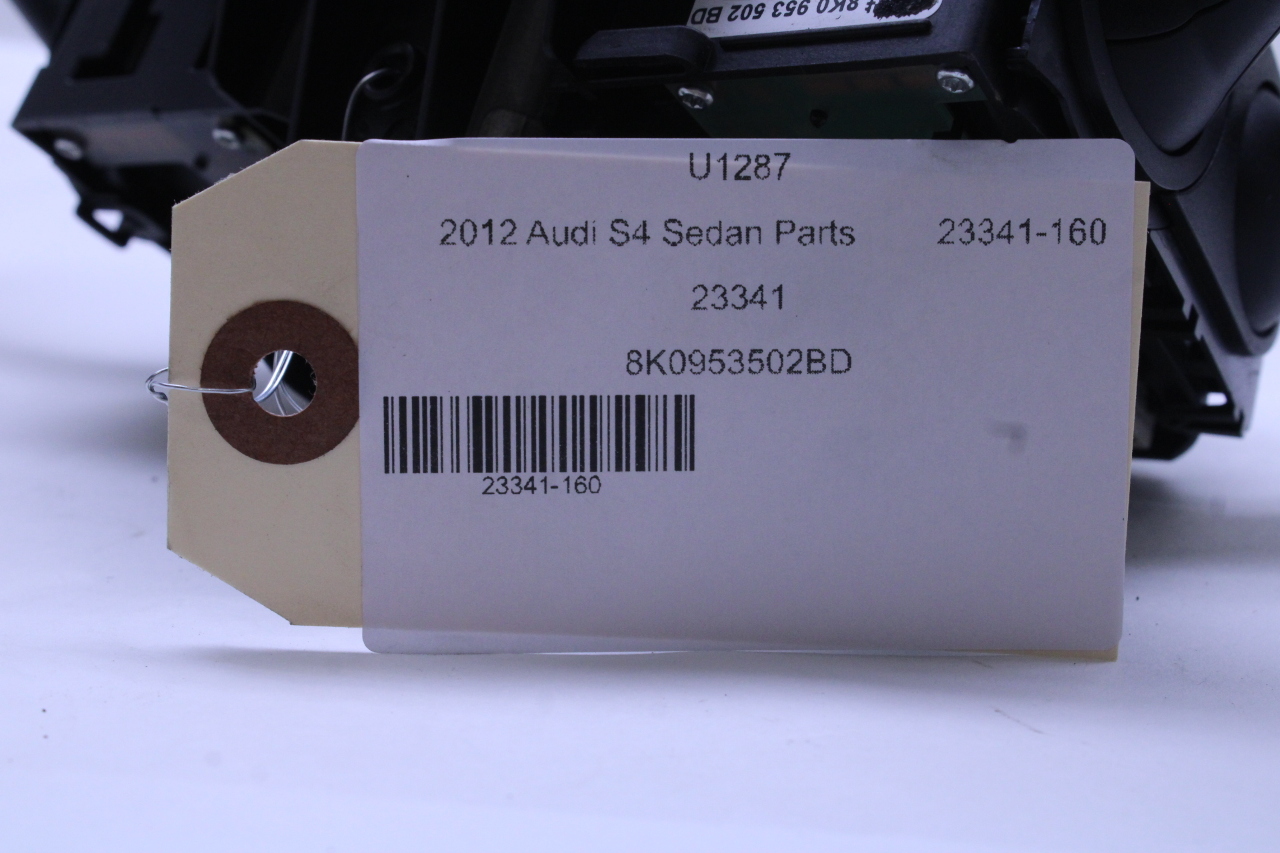 8K0 953 502 BD
U1287
2012 Audi S4 Sedan Parts 23341-160
23341
8K0953502BD
23341-160